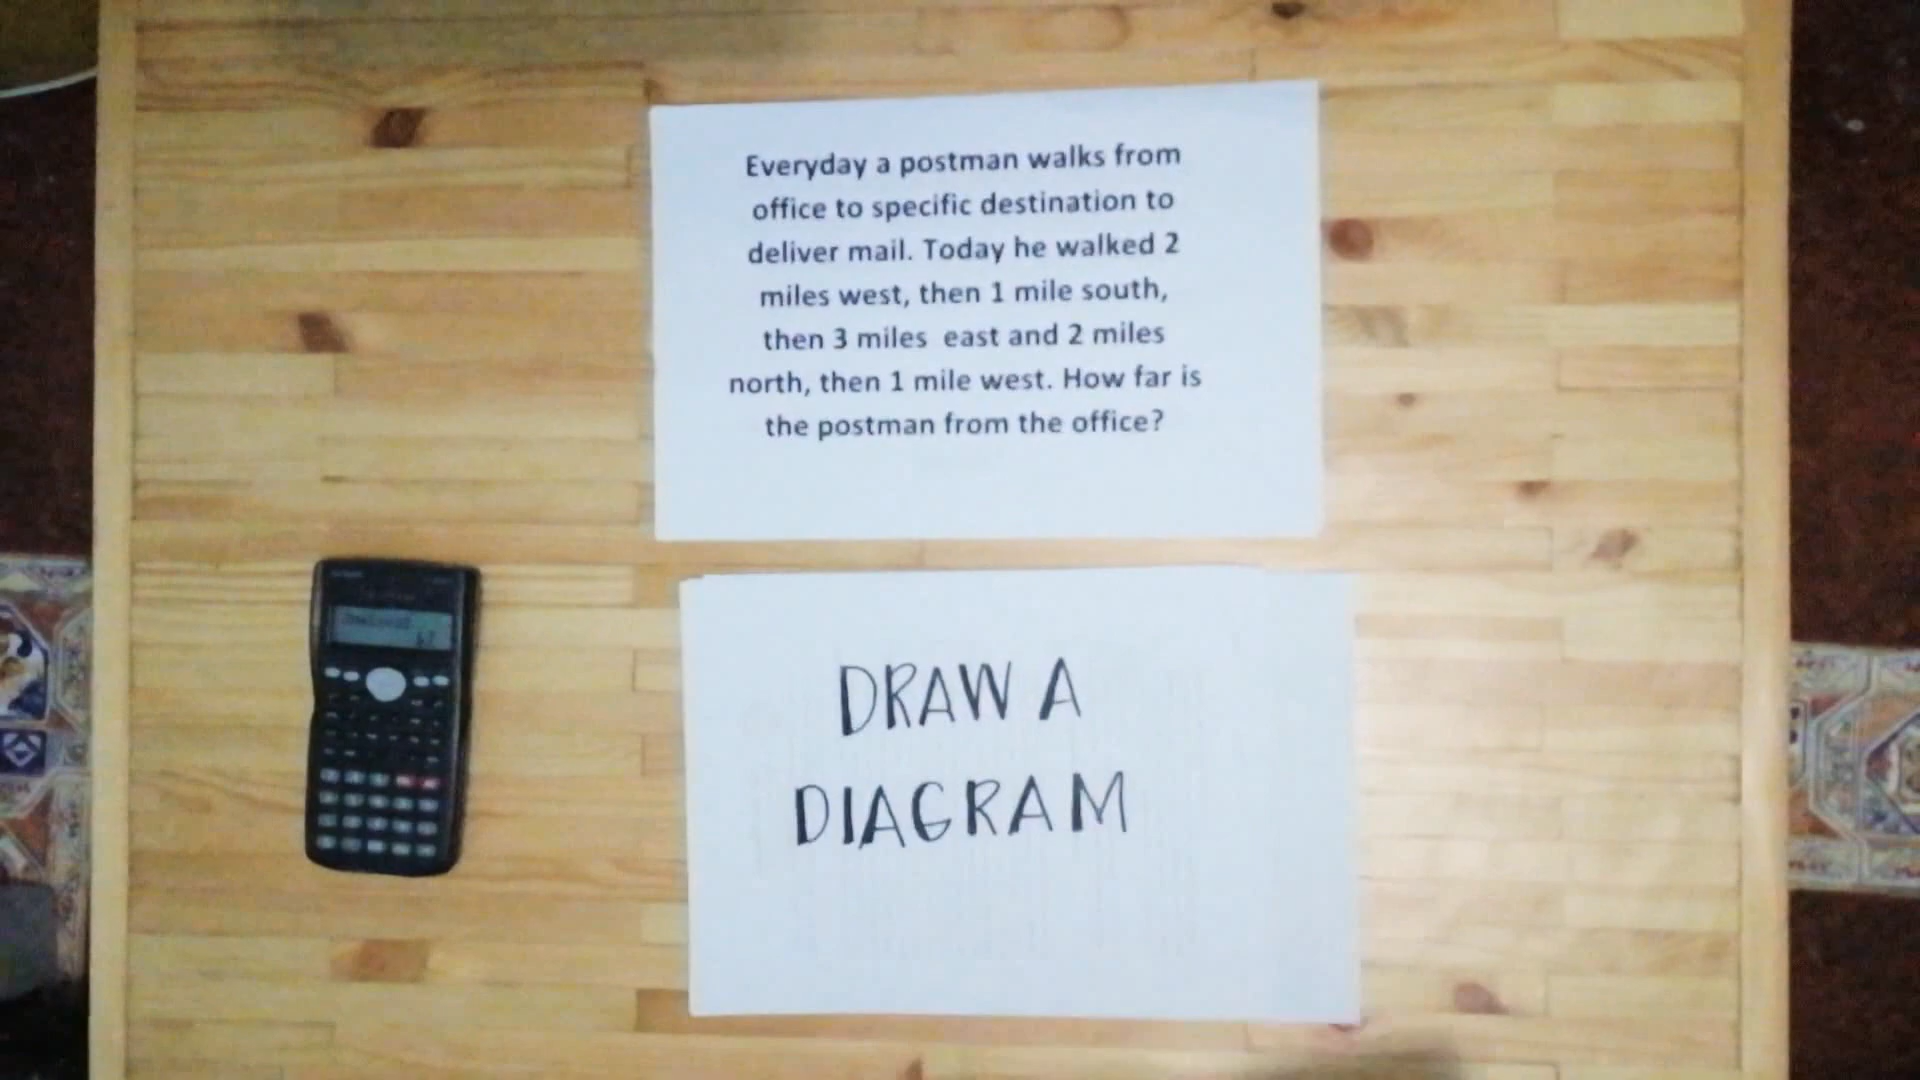 Everyday a postman walks from
office to specific destination to
deliver mail. Today he walked 2
miles west, then 1 mile south,
then 3 miles east and 2 miles
north, then 1 mile west. How far is
the postman from the office?
DRAW A
DIAGRAM